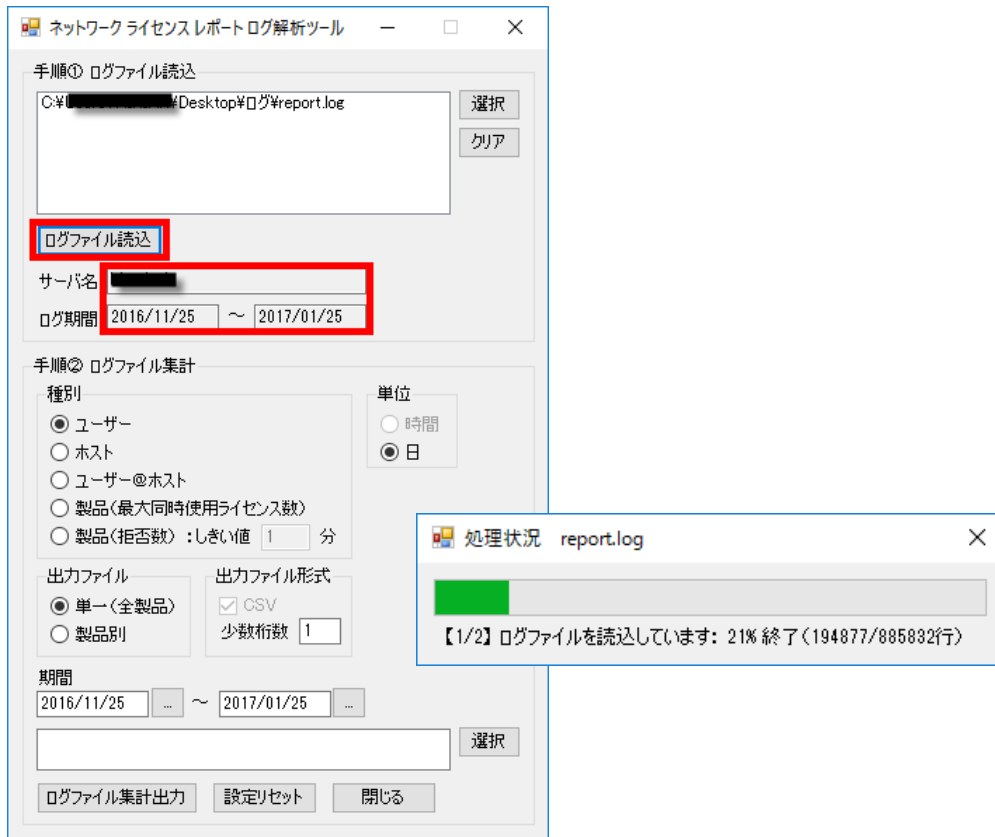 ネットワーク ライセンス レポート ログ解析ツール
手順① ログファイル読込
C:¥ ¥Desktop¥ログ¥report.log
選択
クリア
ログファイル読込
サーバ名
ログ期間 2016/11/25 ～ 2017/01/25
手順② ログファイル集計
種別
ユーザー
ホスト
ユーザー@ホスト
製品(最大同時使用ライセンス数)
製品(拒否数) :しきい値 1 分
単位
時間
日
出力ファイル
単一(全製品)
製品別
出力ファイル形式
CSV
少数桁数 1
期間
2016/11/25 ... ～ 2017/01/25 ...
選択
ログファイル集計出力 設定リセット 閉じる
処理状況 report.log
【1/2】ログファイルを読込しています: 21% 終了(194877/885832行)